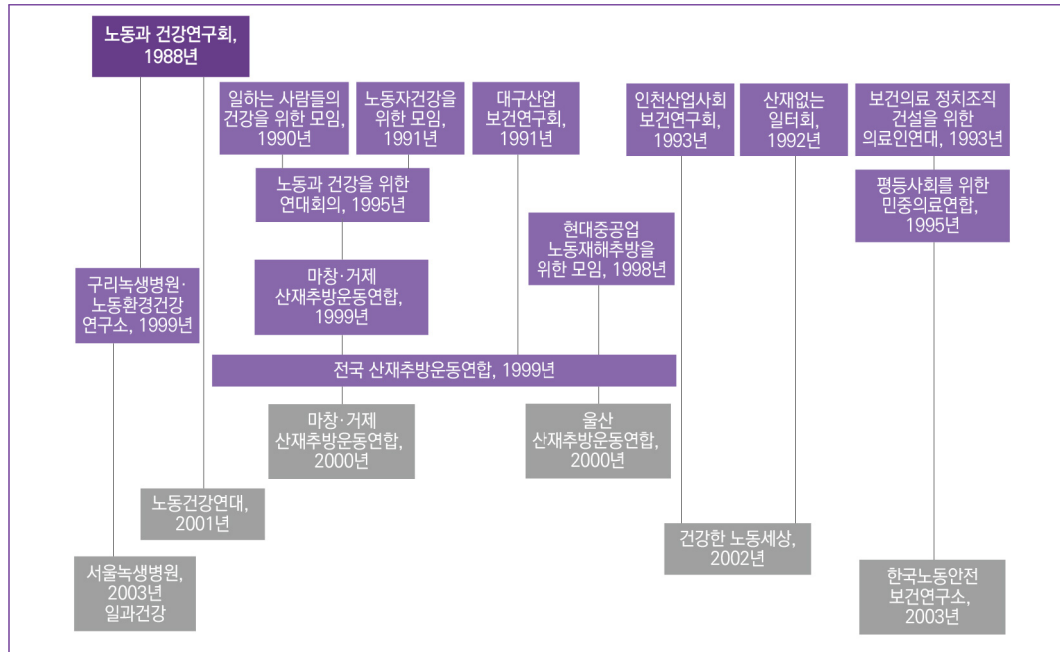 노동과 건강연구회,
1988년
일하는 사람들의
건강을 위한 모임,
1990년
노동자건강을
위한 모임,
1991년
대구산업
보건연구회,
1991년
인천산업사회
보건연구회,
1993년
산재없는
일터회,
1992년
보건의료 정치조직
건설을 위한
의료인연대, 1993년
노동과 건강을 위한
연대회의, 1995년
평등사회를 위한
민중의료연합,
1995년
현대중공업
노동재해추방을
위한 모임, 1998년
구리녹생병원·
노동환경건강
연구소, 1999년
마창·거제
산재추방운동연합,
1999년
전국 산재추방운동연합, 1999년
마창·거제
산재추방운동연합,
2000년
울산
산재추방운동연합,
2000년
노동건강연대,
2001년
건강한 노동세상,
2002년
서울녹생병원,
2003년
일과건강
한국노동안전
보건연구소,
2003년